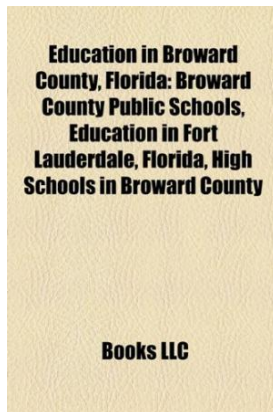 Education in Broward
County, Florida: Broward
County Public Schools,
Education in Fort
Lauderdale, Florida, High
Schools in Broward County
Books LLC